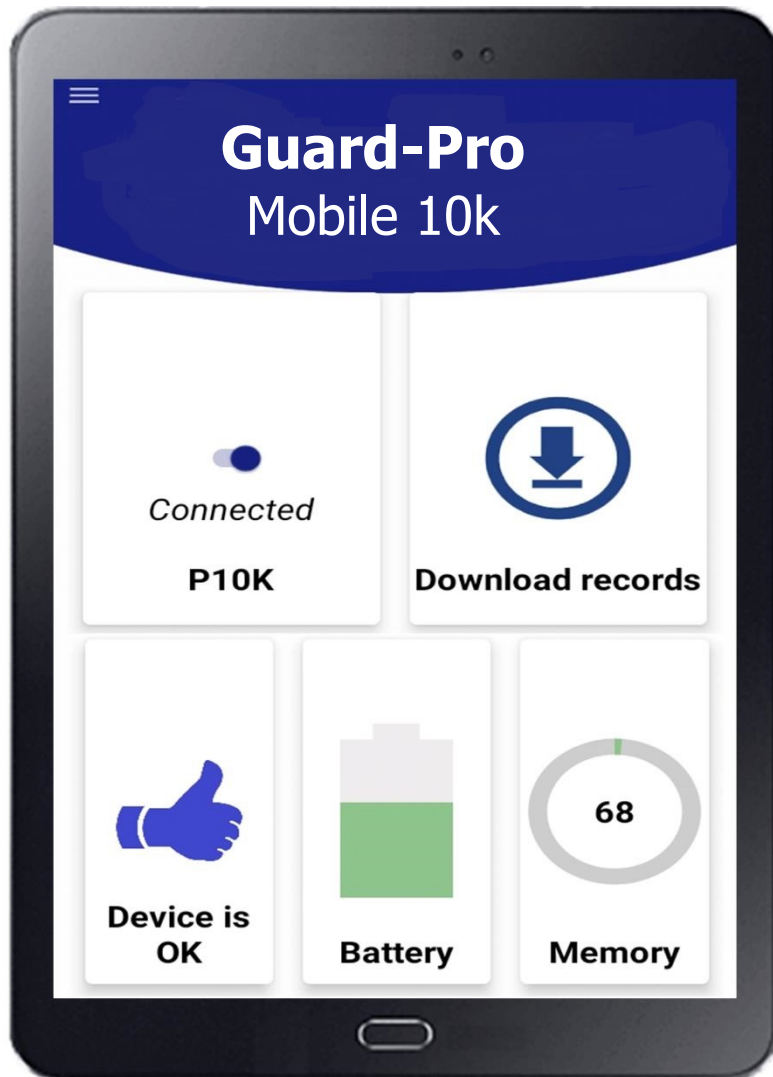 Guard-Pro
Mobile 10k
Connected
P10K
Download records
Device is
OK
Battery
68
Memory